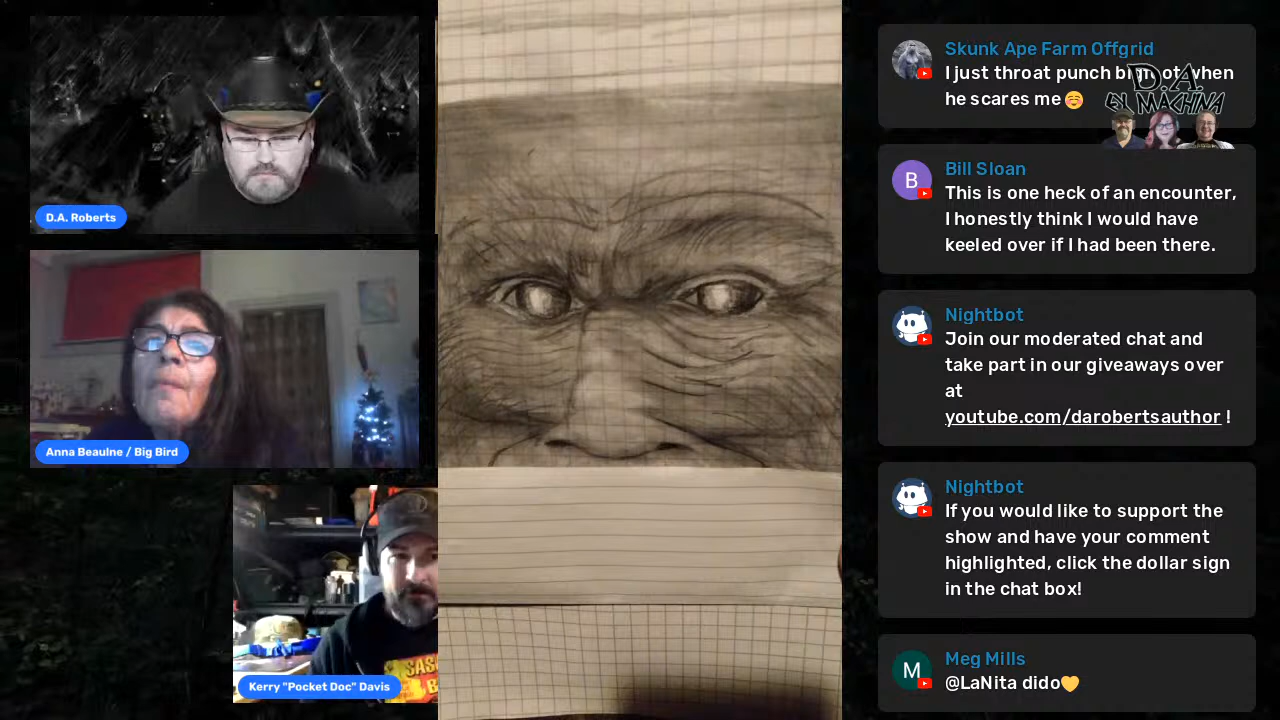 D.A. Roberts
Anna Beaulne / Big Bird
Kerry "Pocket Doc" Davis
Skunk Ape Farm Offgrid
I just throat punch bigfoot when
he scares me
D.A.
EX MACHINA
B
Bill Sloan
This is one heck of an encounter,
I honestly think I would have
keeled over if I had been there.
Nightbot
Join our moderated chat and
take part in our giveaways over
at
youtube.com/darobertsauthor !
Nightbot
If you would like to support the
show and have your comment
highlighted, click the dollar sign
in the chat box!
M
Meg Mills
@LaNita dido